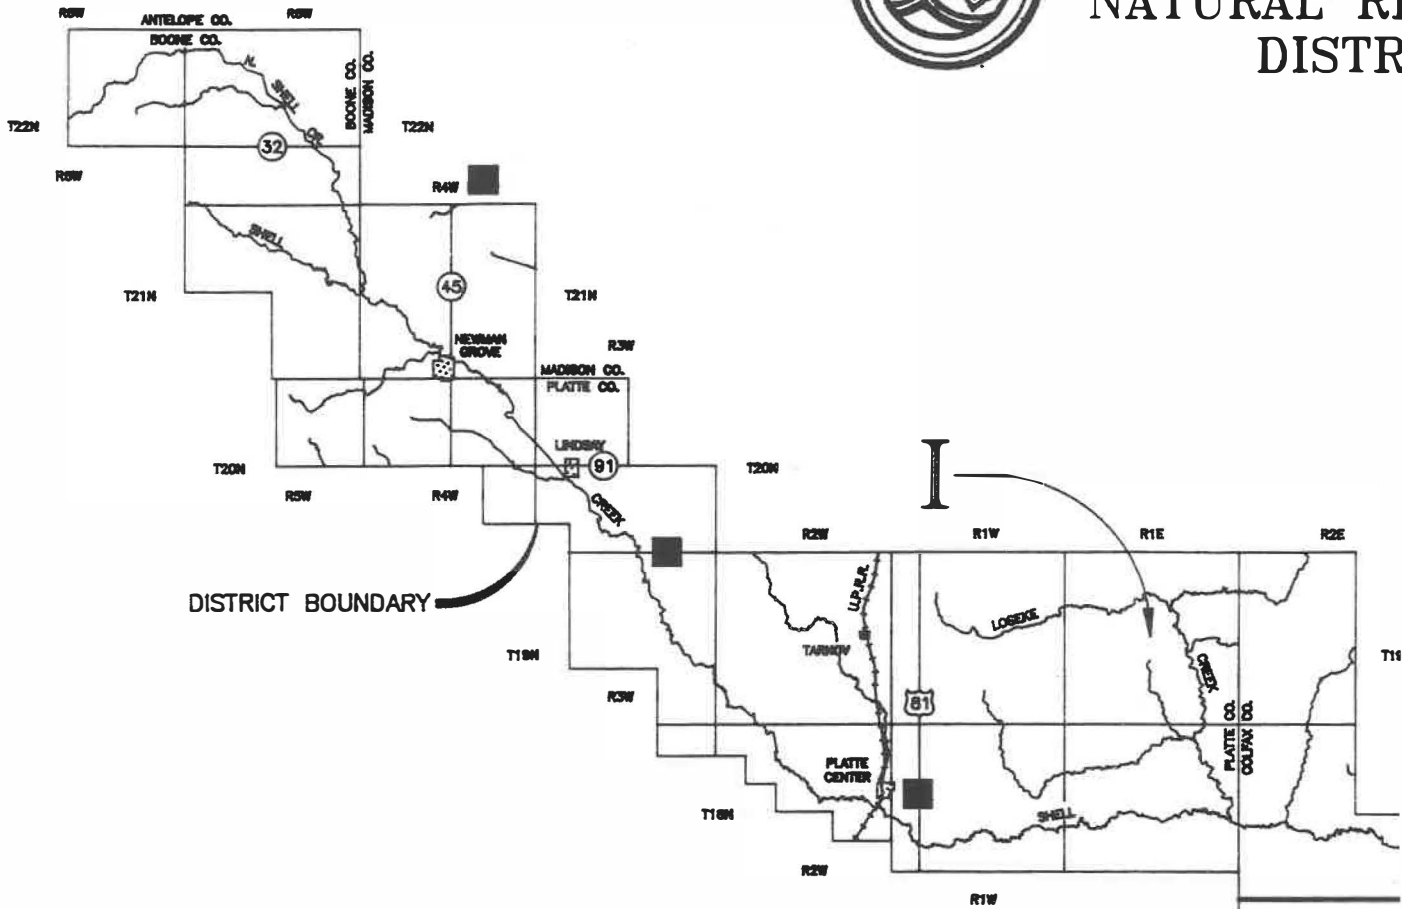 NATURAL RE
DISTR
R6W
R5W
ANTELOPE CO.
BOONE CO.
BOONE CO.
MADISON CO.
N.
SHELL
CR.
T22N
T22N
32
R6W
R4W
SHELL
T21N
45
T21N
NEWMAN
GROVE
R3W
MADISON CO.
PLATTE CO.
LINDSAY
91
T20N
T20N
R5W
R4W
CREEK
I
R2W
R1W
R1E
R2E
DISTRICT BOUNDARY
U.P.R.R.
LOSEKE
TARNOV
CREEK
T19N
T19
R3W
81
PLATTE CO.
COLFAX CO.
PLATTE
CENTER
T18N
SHELL
R2W
R1W